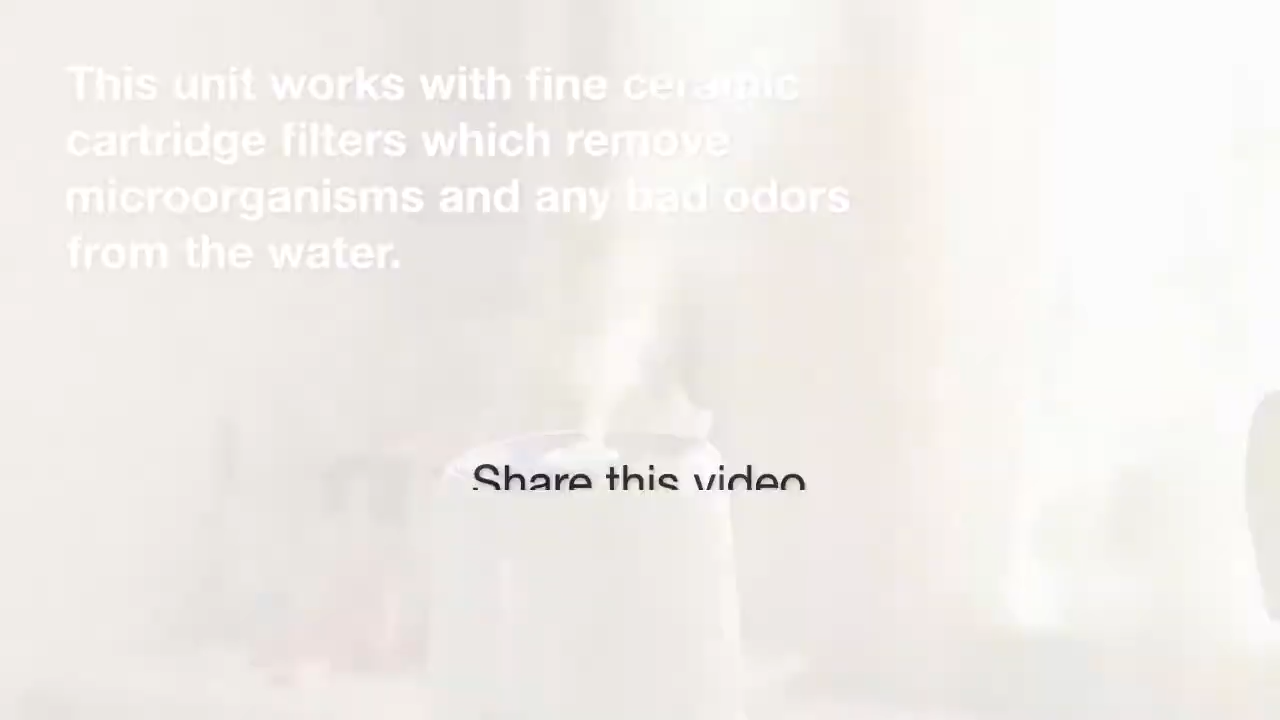 This unit works with fine ceramic
cartridge filters which remove
microorganisms and any bad odors
from the water.
Share this video